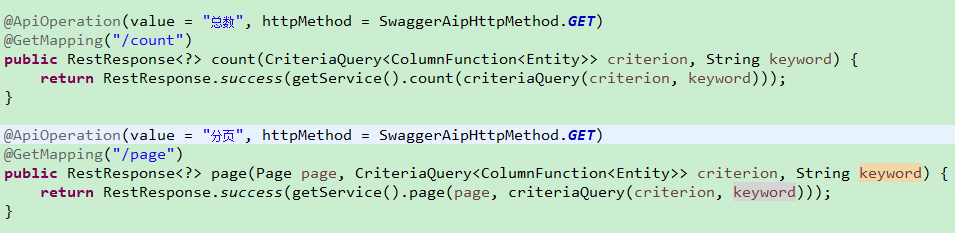 @ApiOperation(value = "总数", httpMethod = SwaggerAipHttpMethod.GET)
@GetMapping("/count")
public RestResponse<?> count(CriteriaQuery<ColumnFunction<Entity>> criterion, String keyword) {
    return RestResponse.success(getService().count(criteriaQuery(criterion, keyword)));
}
@ApiOperation(value = "分页", httpMethod = SwaggerAipHttpMethod.GET)
@GetMapping("/page")
public RestResponse<?> page(Page page, CriteriaQuery<ColumnFunction<Entity>> criterion, String keyword) {
    return RestResponse.success(getService().page(page, criteriaQuery(criterion, keyword)));
}